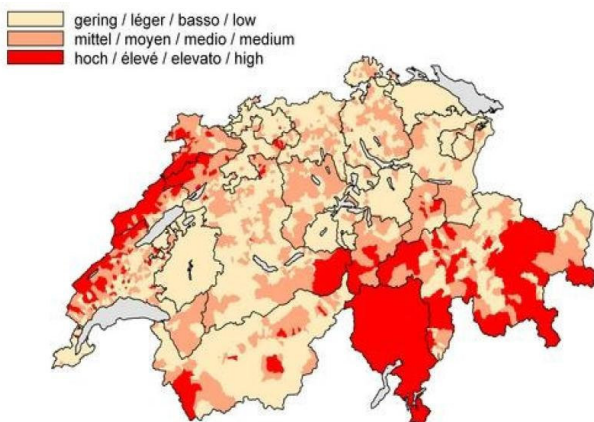 gering / léger / basso / low
mittel / moyen / medio / medium
hoch / élevé / elevato / high